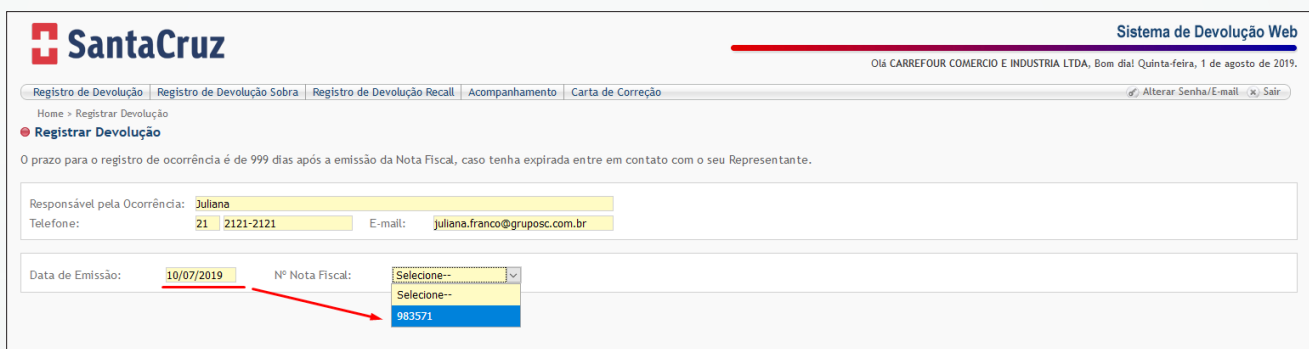 SantaCruz
Sistema de Devolução Web
Olá CARREFOUR COMERCIO E INDUSTRIA LTDA, Bom dia! Quinta-feira, 1 de agosto de 2019.
Registro de Devolução Registro de Devolução Sobra Registro de Devolução Recall Acompanhamento Carta de Correção Alterar Senha/E-mail Sair
Home > Registrar Devolução
Registrar Devolução
O prazo para o registro de ocorrência é de 999 dias após a emissão da Nota Fiscal, caso tenha expirada entre em contato com o seu Representante.
Responsável pela Ocorrência: Juliana
Telefone: 21 2121-2121 E-mail: juliana.franco@gruposc.com.br
Data de Emissão: 10/07/2019 Nº Nota Fiscal: Selecione--
Selecione--
983571